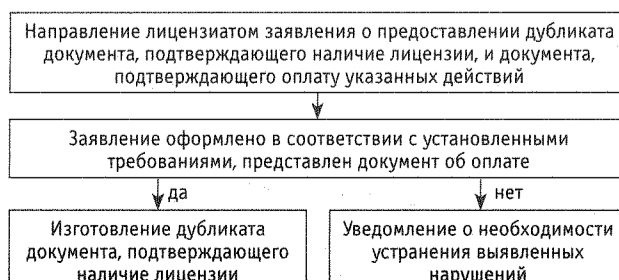 Направление лицензиатом заявления о предоставлении дубликата
документа, подтверждающего наличие лицензии, и документа,
подтверждающего оплату указанных действий
Заявление оформлено в соответствии с установленными
требованиями, представлен документ об оплате
да
нет
Изготовление дубликата
документа, подтверждающего
наличие лицензии
Уведомление о необходимости
устранения выявленных
нарушений